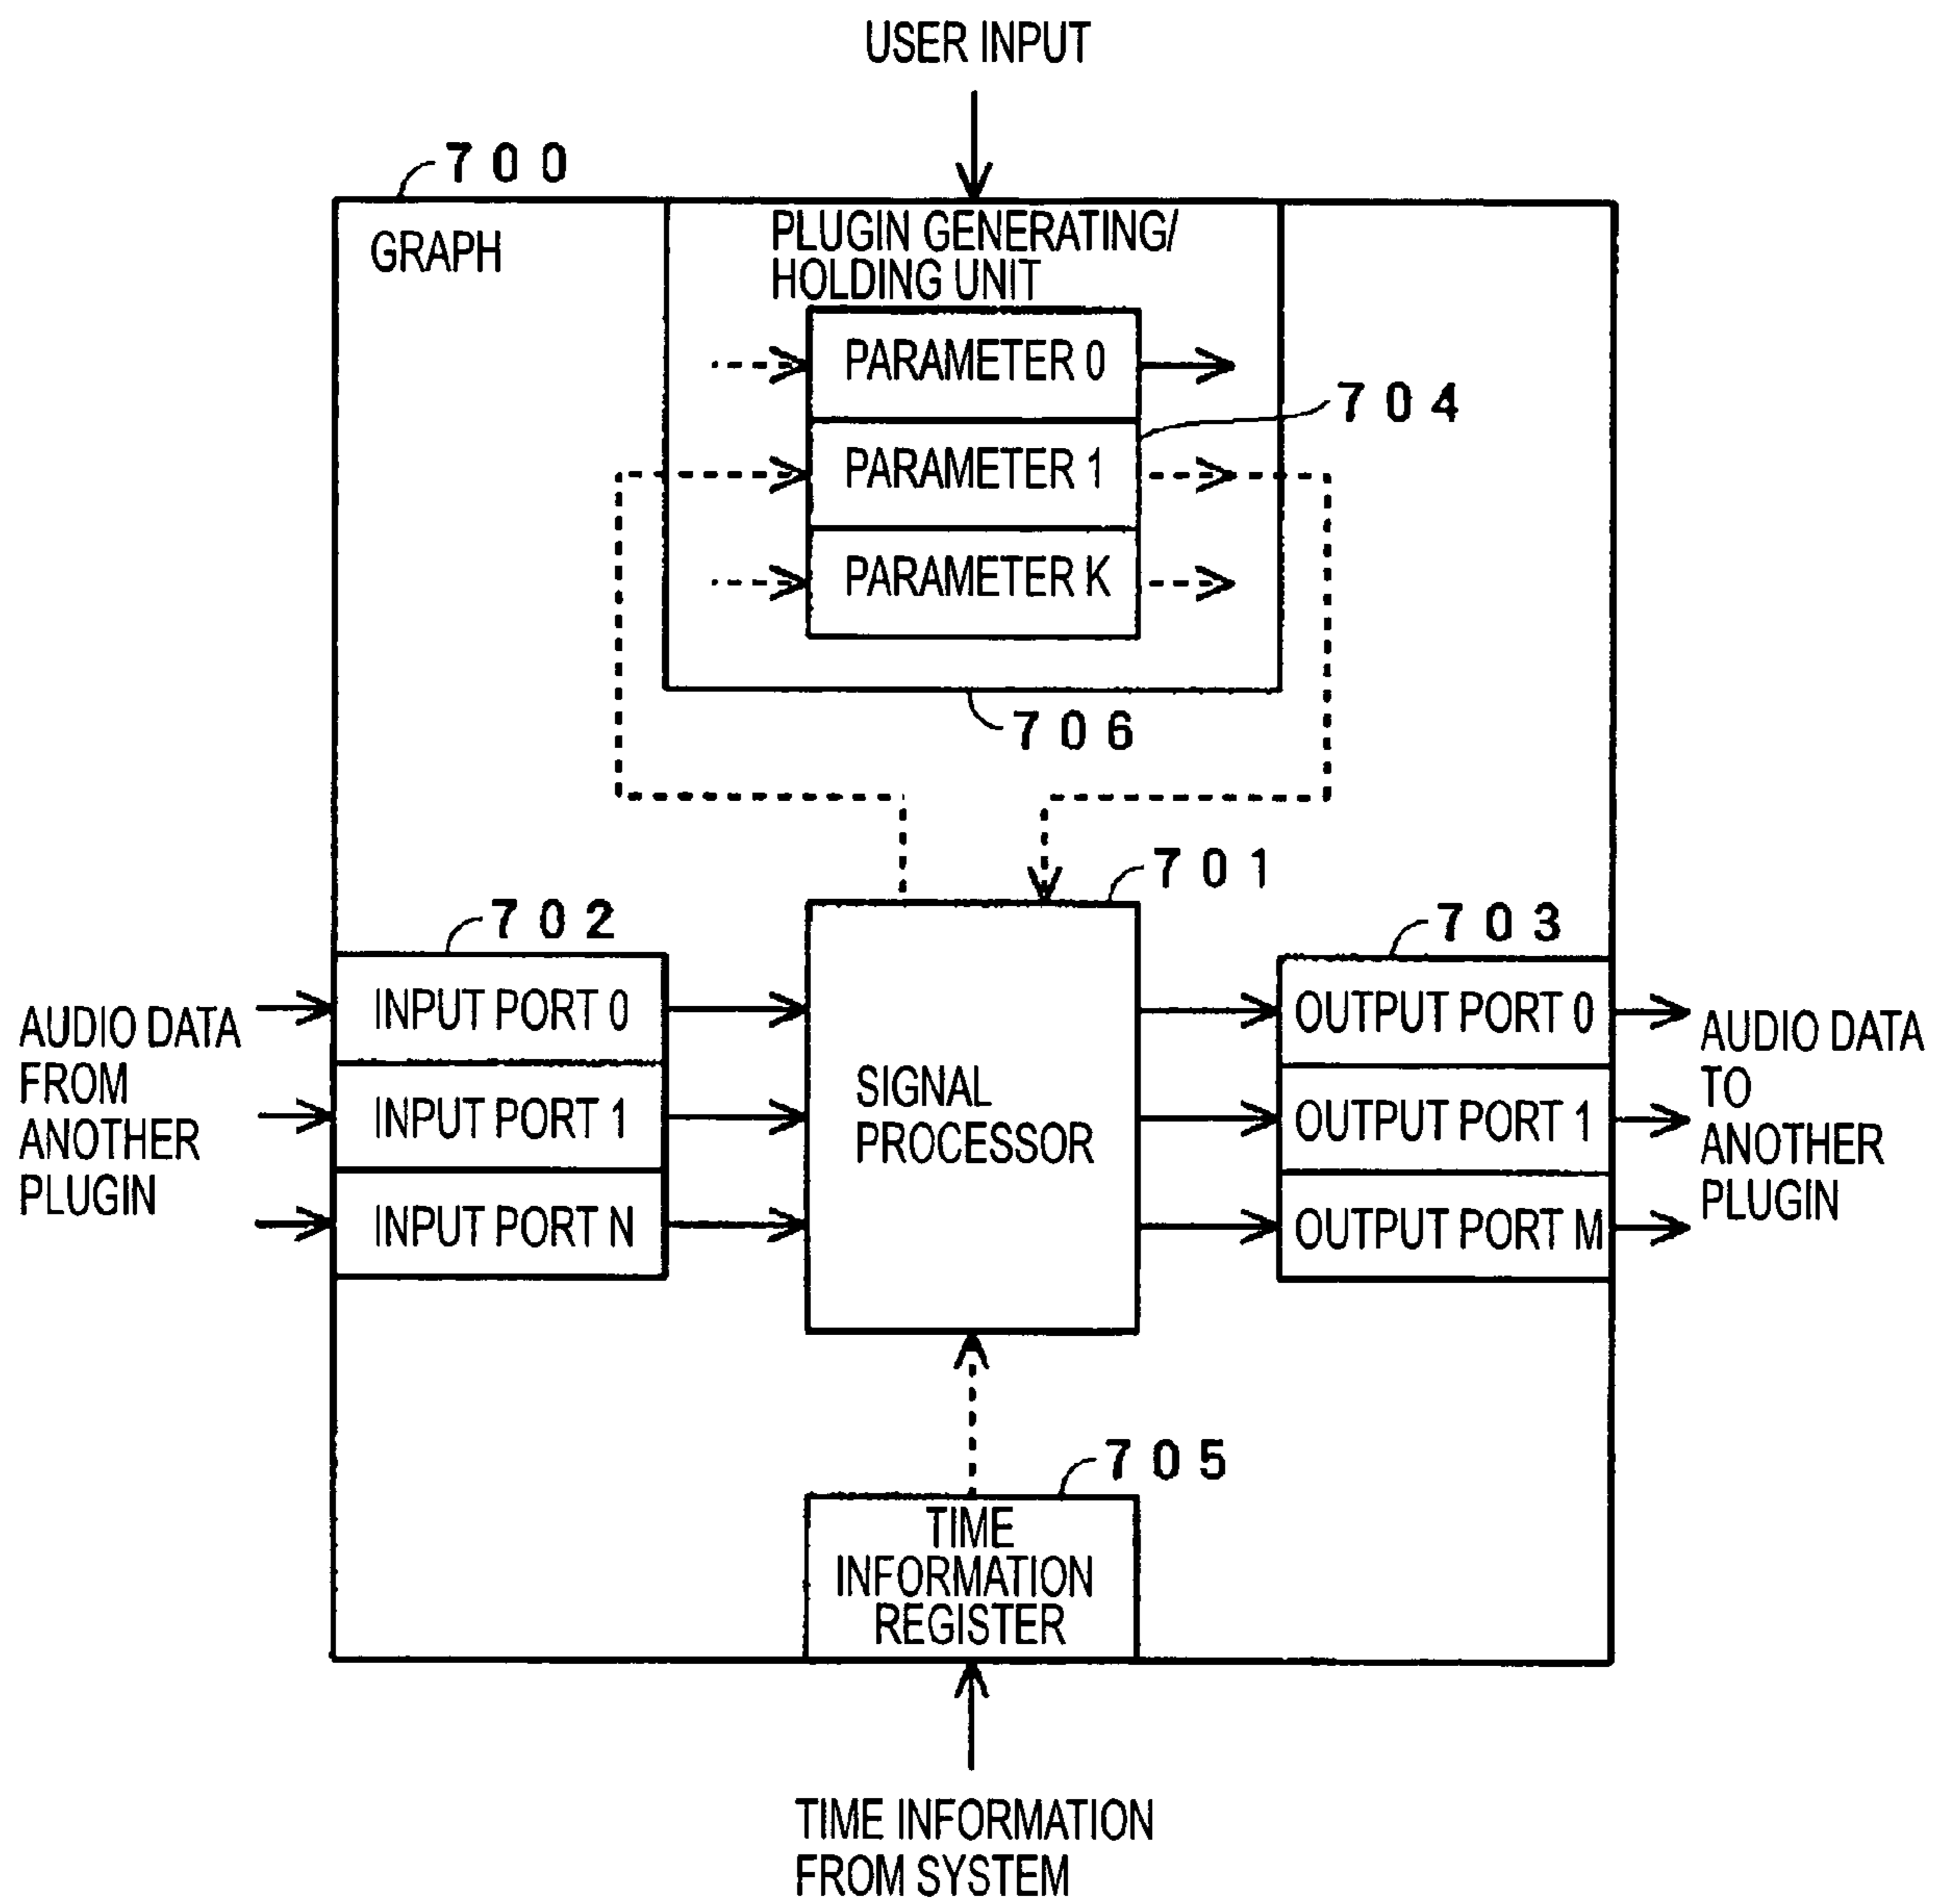 USER INPUT
700
GRAPH
PLUGIN GENERATING/
HOLDING UNIT
PARAMETER 0
704
PARAMETER 1
PARAMETER K
706
701
702
703
INPUT PORT 0
INPUT PORT 1
INPUT PORT N
AUDIO DATA
FROM
ANOTHER
PLUGIN
SIGNAL
PROCESSOR
OUTPUT PORT 0
OUTPUT PORT 1
OUTPUT PORT M
AUDIO DATA
TO
ANOTHER
PLUGIN
705
TIME
INFORMATION
REGISTER
TIME INFORMATION
FROM SYSTEM